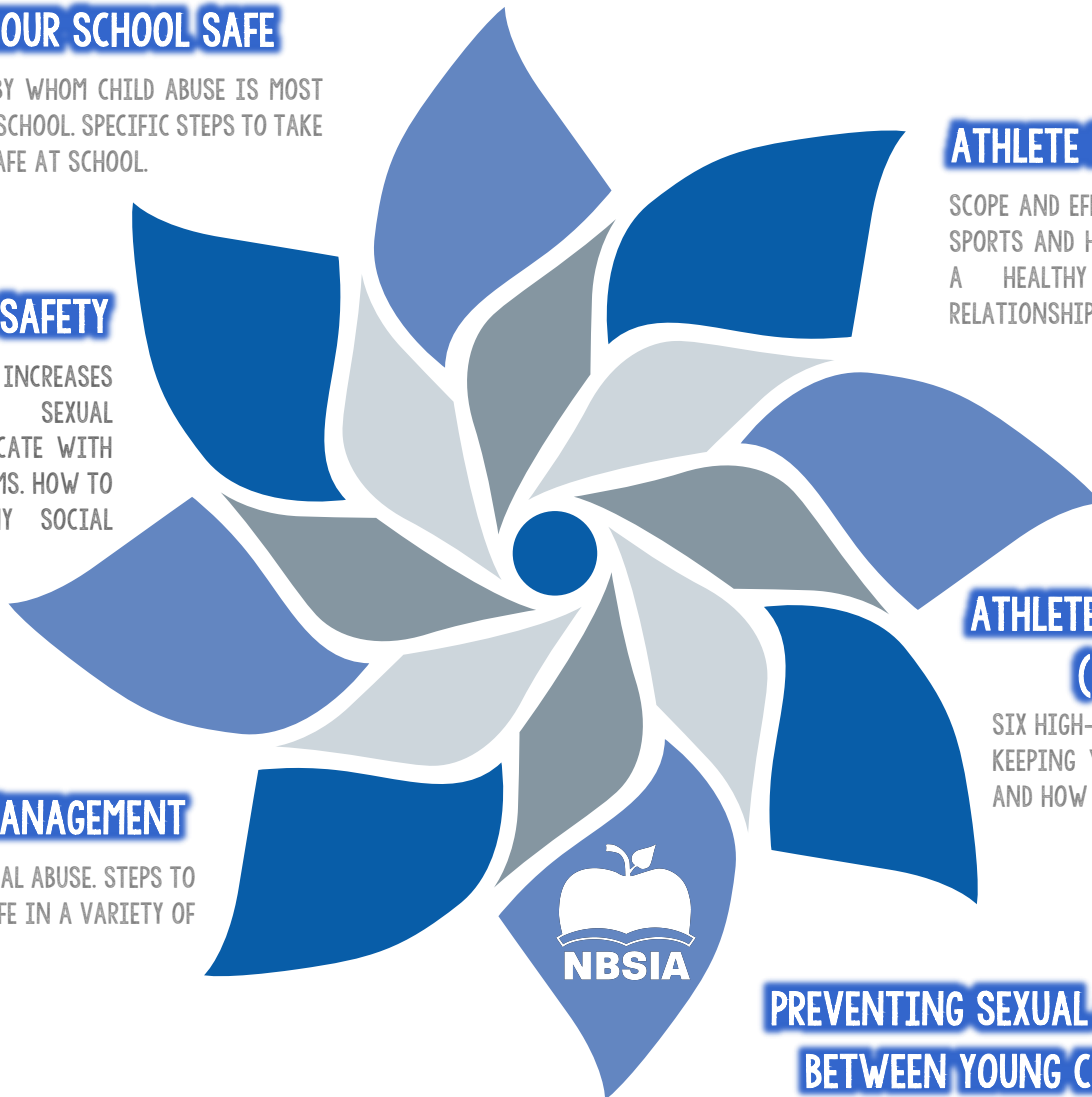 OUR SCHOOL SAFE
BY WHOM CHILD ABUSE IS MOST
SCHOOL. SPECIFIC STEPS TO TAKE
AFE AT SCHOOL.
SAFETY
INCREASES
SEXUAL
CATE WITH
MS. HOW TO
NY SOCIAL
ANAGEMENT
AL ABUSE. STEPS TO
FE IN A VARIETY OF
ATHLETE
SCOPE AND EF
SPORTS AND H
A HEALTHY
RELATIONSHIP
ATHLETE
(
SIX HIGH-
KEEPING Y
AND HOW
NBSIA
PREVENTING SEXUAL
BETWEEN YOUNG C